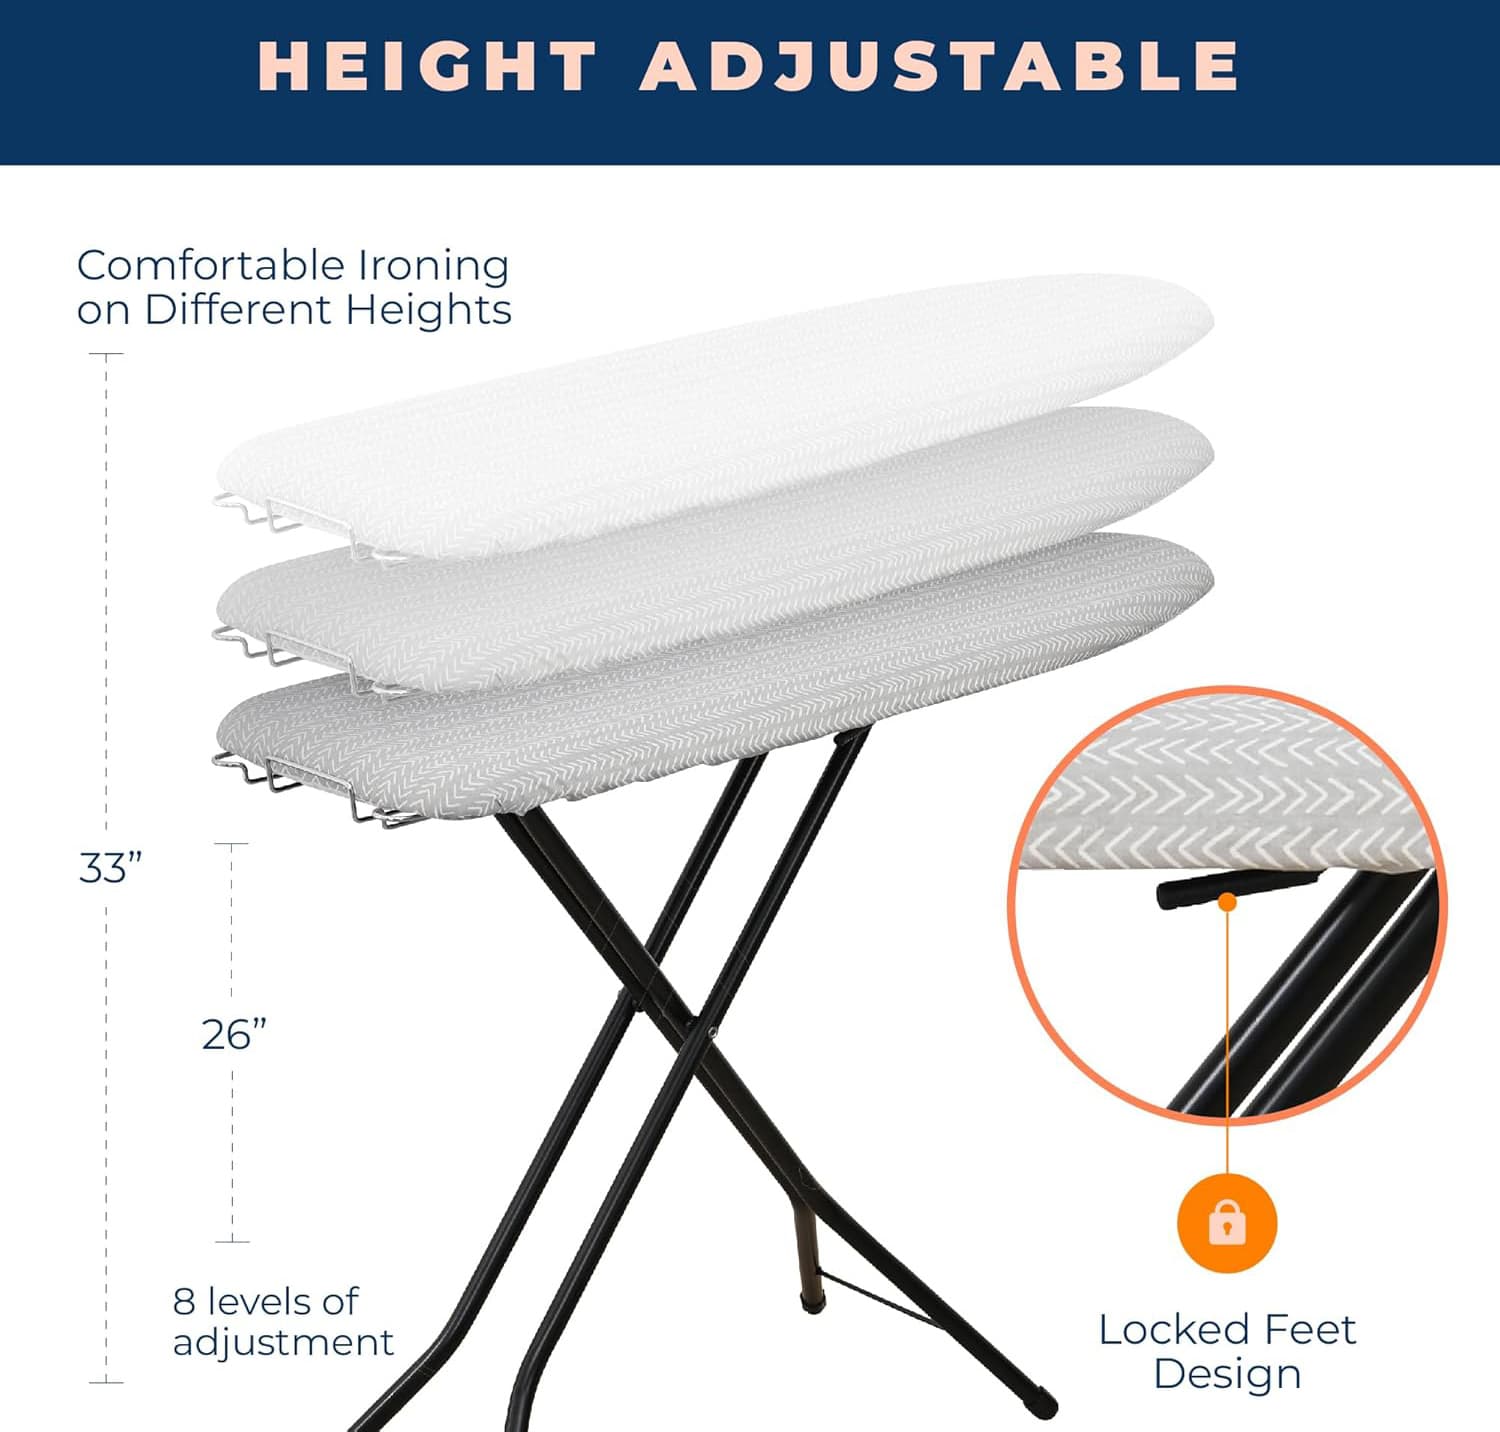 HEIGHT ADJUSTABLE
Comfortable Ironing
on Different Heights
33”
26”
8 levels of
adjustment
Locked Feet
Design